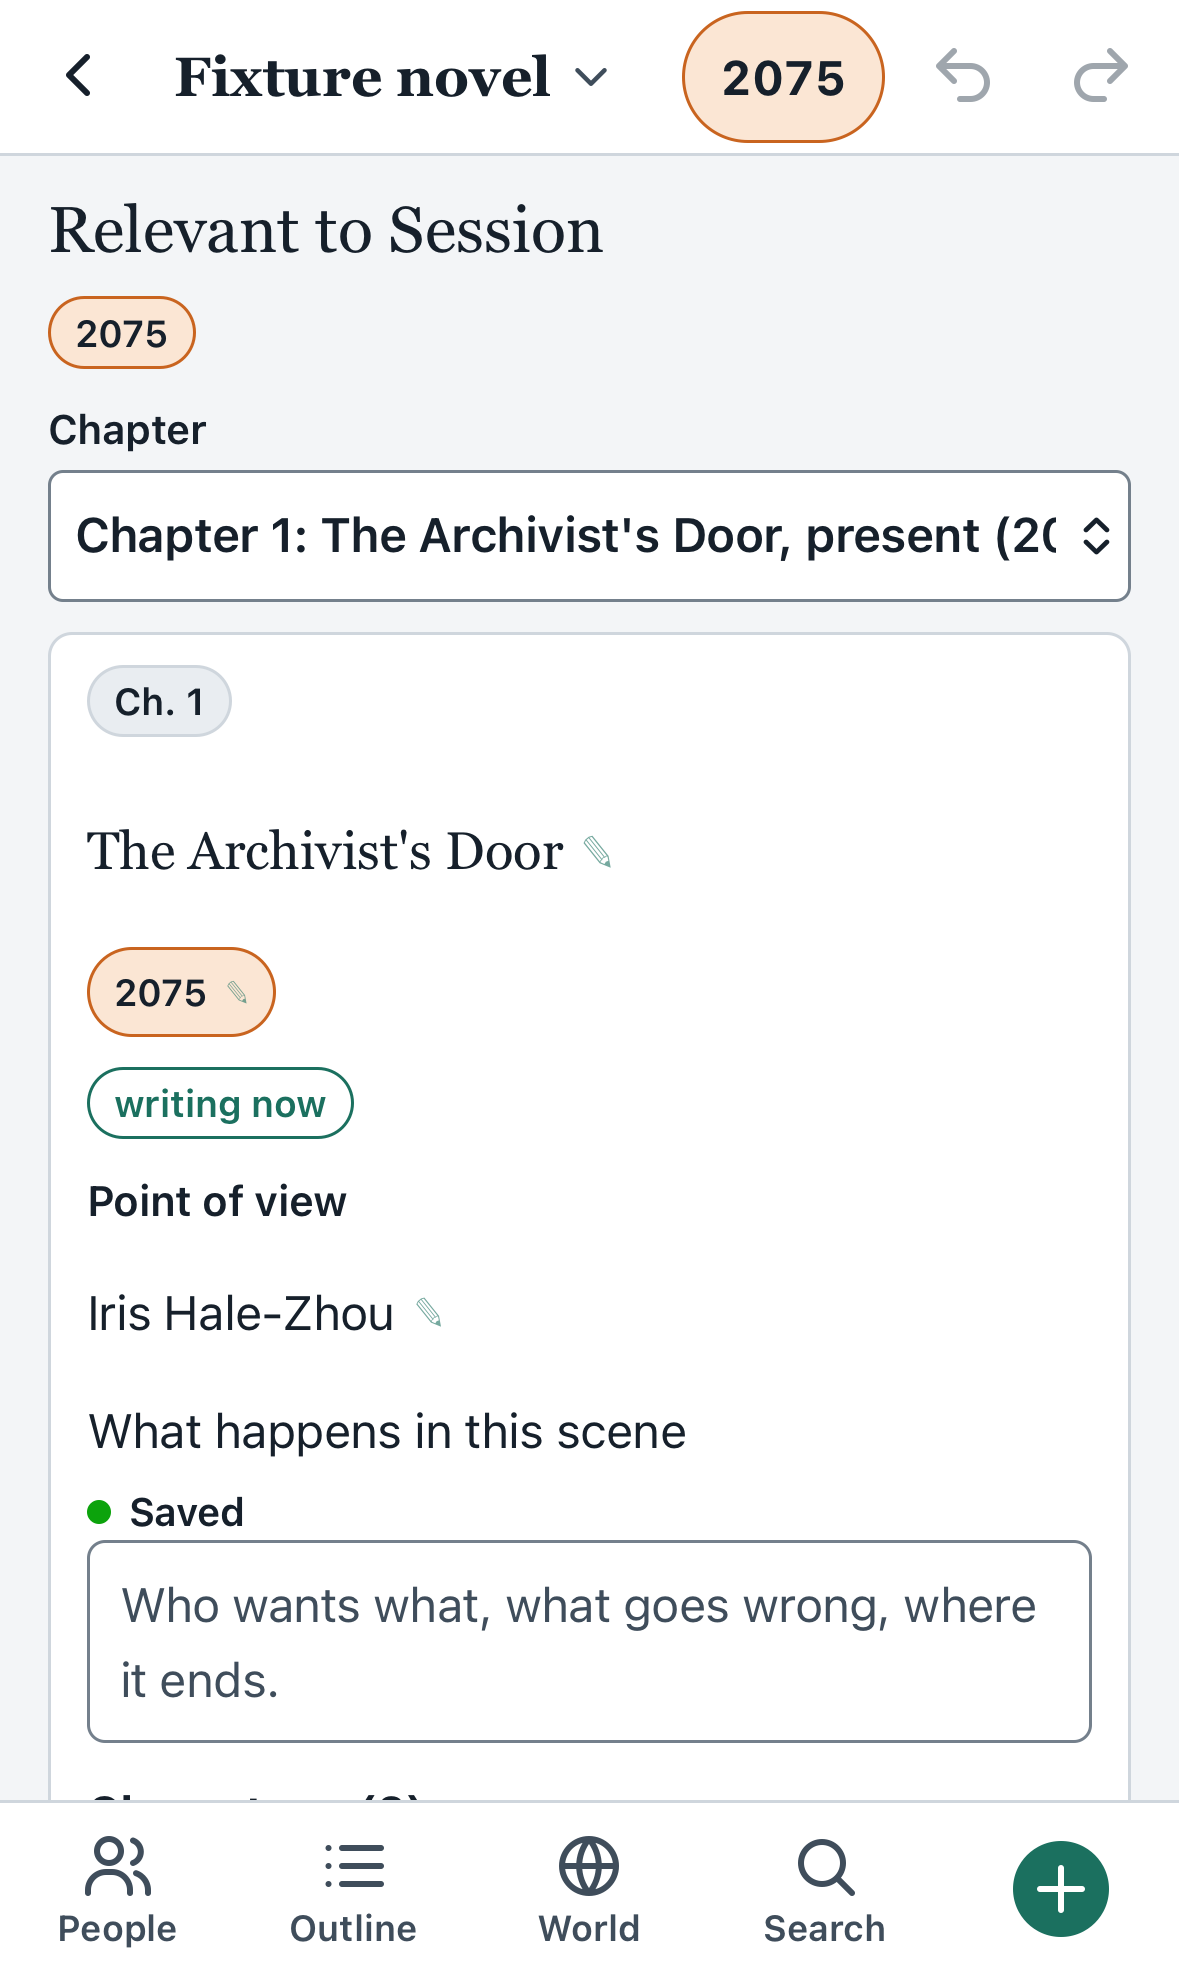 Fixture novel
2075
Relevant to Session
2075
Chapter
Chapter 1: The Archivist's Door, present (20
Ch. 1
The Archivist's Door
2075
writing now
Point of view
Iris Hale-Zhou
What happens in this scene
Saved
Who wants what, what goes wrong, where
it ends.
People
Outline
World
Search